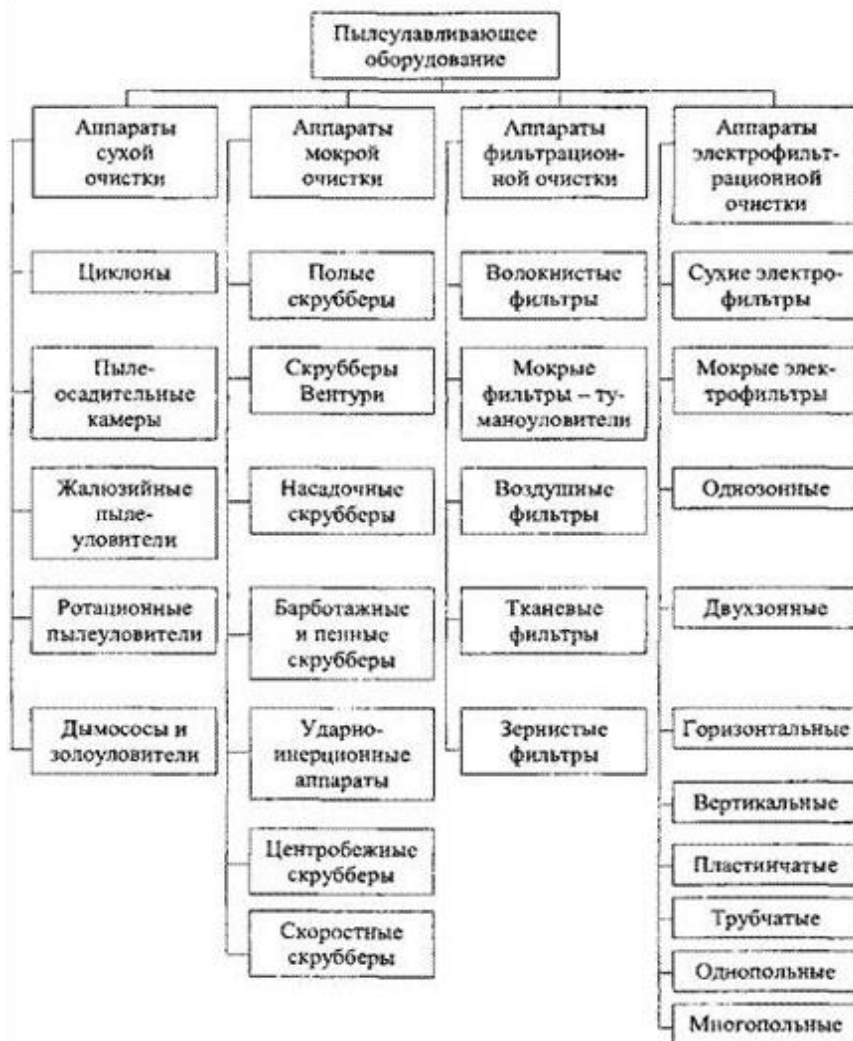 Пылеулавливающее
оборудование
Аппараты
сухой
очистки
Циклоны
Пыле-
осадительные
камеры
Жалюзийные
пыле-
уловители
Ротационные
пылеуловители
Дымососы и
золоуловители
Аппараты
мокрой
очистки
Полые
скрубберы
Скрубберы
Вентури
Насадочные
скрубберы
Барботажные
и пенные
скрубберы
Ударно-
инерционные
аппараты
Центробежные
скрубберы
Скоростные
скрубберы
Аппараты
фильтрацион-
ной очистки
Волокнистые
фильтры
Мокрые
фильтры – ту-
маноуловители
Воздушные
фильтры
Тканевые
фильтры
Зернистые
фильтры
Аппараты
электрофильт-
рационной
очистки
Сухие электро-
фильтры
Мокрые элек-
трофильтры
Однозонные
Двухзонные
Горизонтальные
Вертикальные
Пластинчатые
Трубчатые
Однопольные
Многопольные